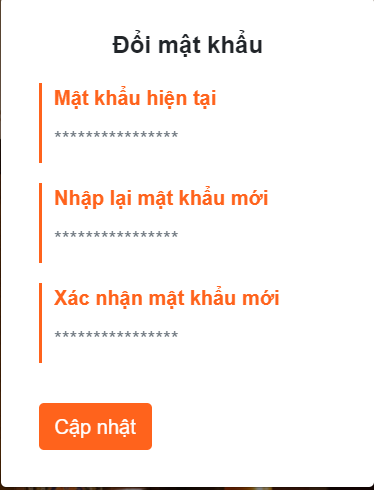 Đổi mật khẩu
Mật khẩu hiện tại
****************
Nhập lại mật khẩu mới
****************
Xác nhận mật khẩu mới
****************
Cập nhật